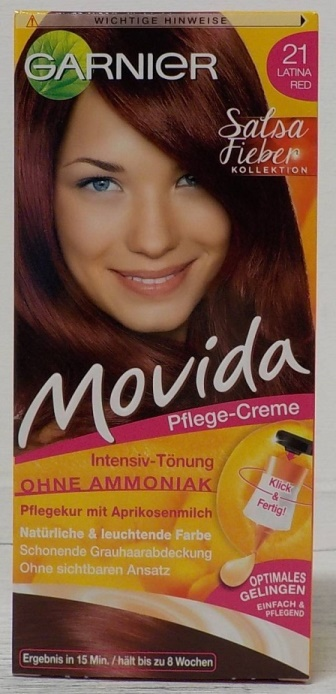 WICHTIGE HINWEISE
GARNIER
21
LATINA
RED
Salsa
Fieber
KOLLEKTION
Movida
Pflege-Creme
Intensiv-Tönung
OHNE AMMONIAK
Pflegekur mit Aprikosenmilch
Natürliche & leuchtende Farbe
Schonende Grauhaarabdeckung
Ohne sichtbaren Ansatz
Klick
&
Fertig!
OPTIMALES
GELINGEN
EINFACH &
PFLEGEND
Ergebnis in 15 Min. / hält bis zu 8 Wochen